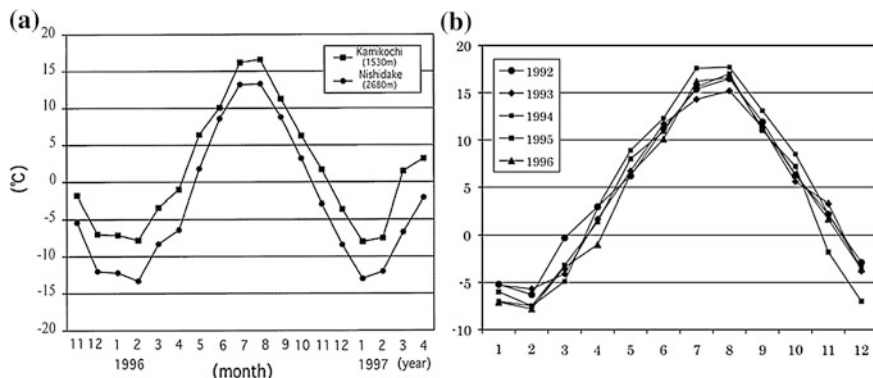 (a)
20
15
10
5
0
-5
-10
-15
-20
(℃)
Kamikochi
(1530m)
Nishidake
(2680m)
11 12 1 2 3 4 5 6 7 8 9 10 11 12 1 2 3 4
1996 1997 (year)
(month)
(b)
20
15
10
5
0
-5
-10
1992
1993
1994
1995
1996
1 2 3 4 5 6 7 8 9 10 11 12